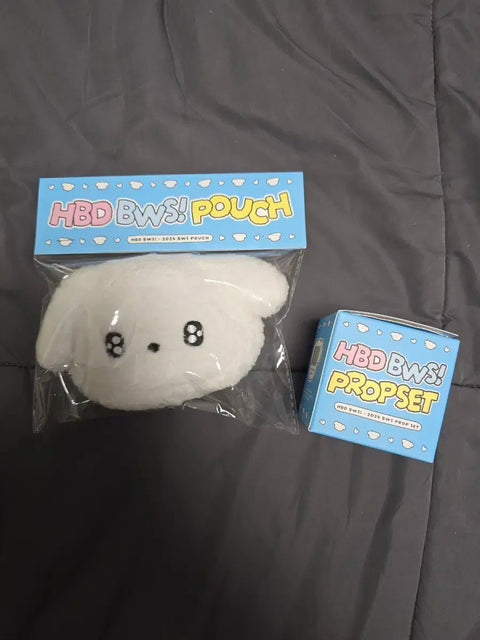 HBD BWS! POUCH
HBD BWS! - 2024 BWS POUCH
HBD BWS!
PROPSET
HBD BWS! - 2024 BWS PROP SET